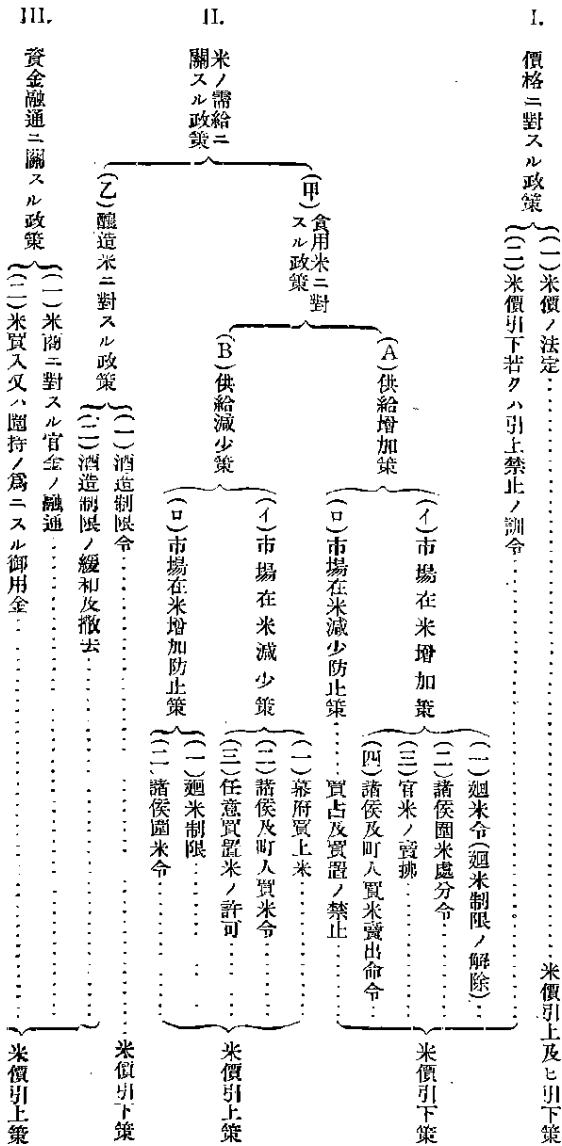 I. 價格ニ對スル政策
(一)米價ノ法定
米價引上及ヒ引下策
(二)米價引下若クハ引上禁止ノ訓令
II. 米ノ需給ニ
關スル政策
(甲)食用米ニ對
スル政策
(A)供給增加策
(イ)市場在米增加策
(一)廻米令(廻米制限ノ解除)
(二)諸侯圍米處分令
(三)官米ノ賣拂
(四)諸侯及町人買米賣出命令
(ロ)市場在米減少防止策
買占及買置ノ禁止
米價引下策
(B)供給減少策
(イ)市場在米減少策
(一)幕府買上米
(二)諸侯及町人買米令
(三)任意買置米ノ許可
(ロ)市場在米增加防止策
(一)廻米制限
(二)諸侯圍米令
米價引上策
(乙)釀造米ニ對スル政策
(一)酒造制限令
米價引下策
(二)酒造制限ノ緩和及撤去
III. 資金融通ニ關スル政策
(一)米商ニ對スル官金ノ融通
(二)米買入又ハ圍持ノ爲ニスル御用金
米價引上策